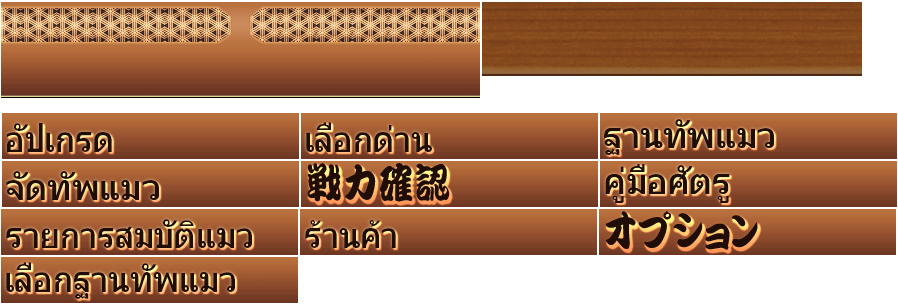 อัปเกรด
เลือกด่าน
ฐานทัพแมว
จัดทัพแมว
戦力確認
คู่มือศัตรู
รายการสมบัติแมว
ร้านค้า
オプション
เลือกฐานทัพแมว